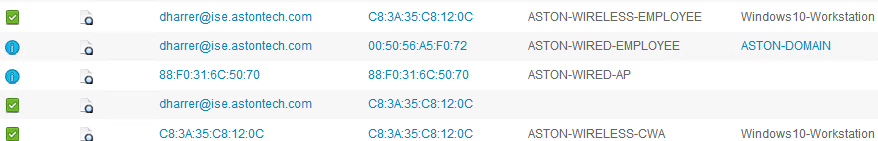 dharrer@ise.astontech.com C8:3A:35:C8:12:0C ASTON-WIRELESS-EMPLOYEE Windows10-Workstation
dharrer@ise.astontech.com 00:50:56:A5:F0:72 ASTON-WIRED-EMPLOYEE ASTON-DOMAIN
88:F0:31:6C:50:70 88:F0:31:6C:50:70 ASTON-WIRED-AP
dharrer@ise.astontech.com C8:3A:35:C8:12:0C
C8:3A:35:C8:12:0C C8:3A:35:C8:12:0C ASTON-WIRELESS-CWA Windows10-Workstation